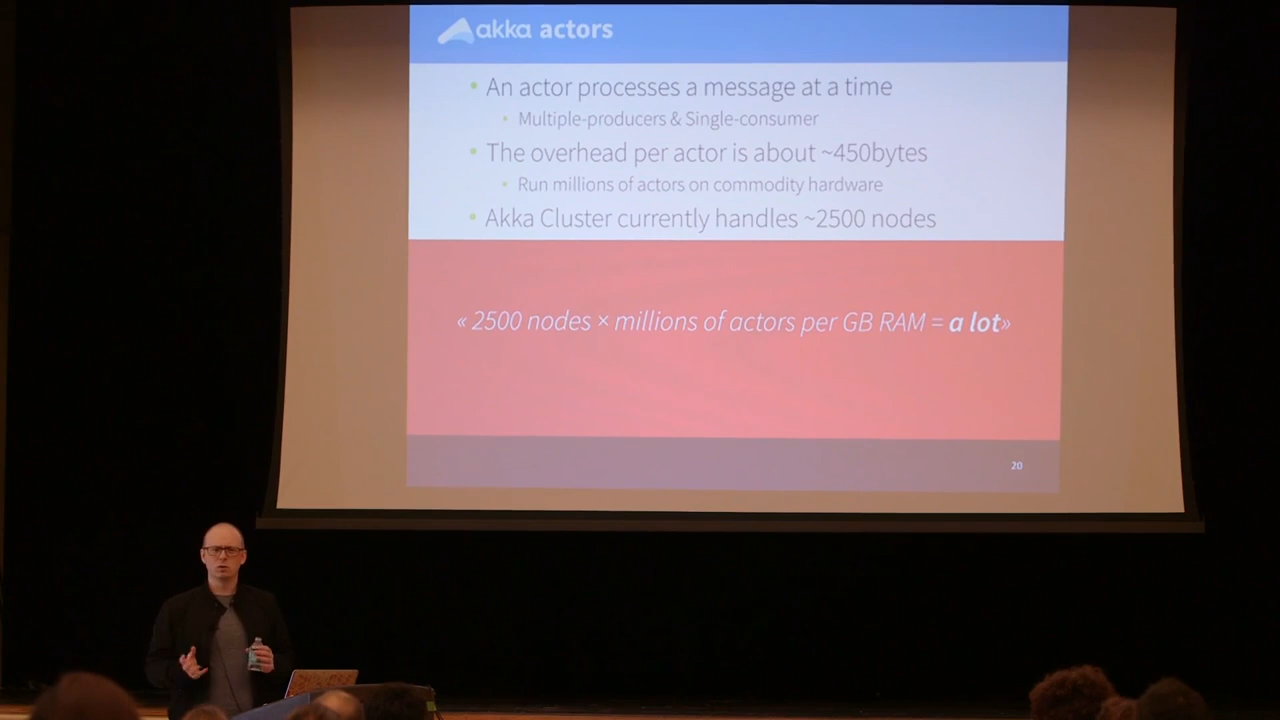 akka actors
• An actor processes a message at a time
• Multiple-producers & Single-consumer
• The overhead per actor is about ~450bytes
• Run millions of actors on commodity hardware
• Akka Cluster currently handles ~2500 nodes
« 2500 nodes × millions of actors per GB RAM = a lot»
20